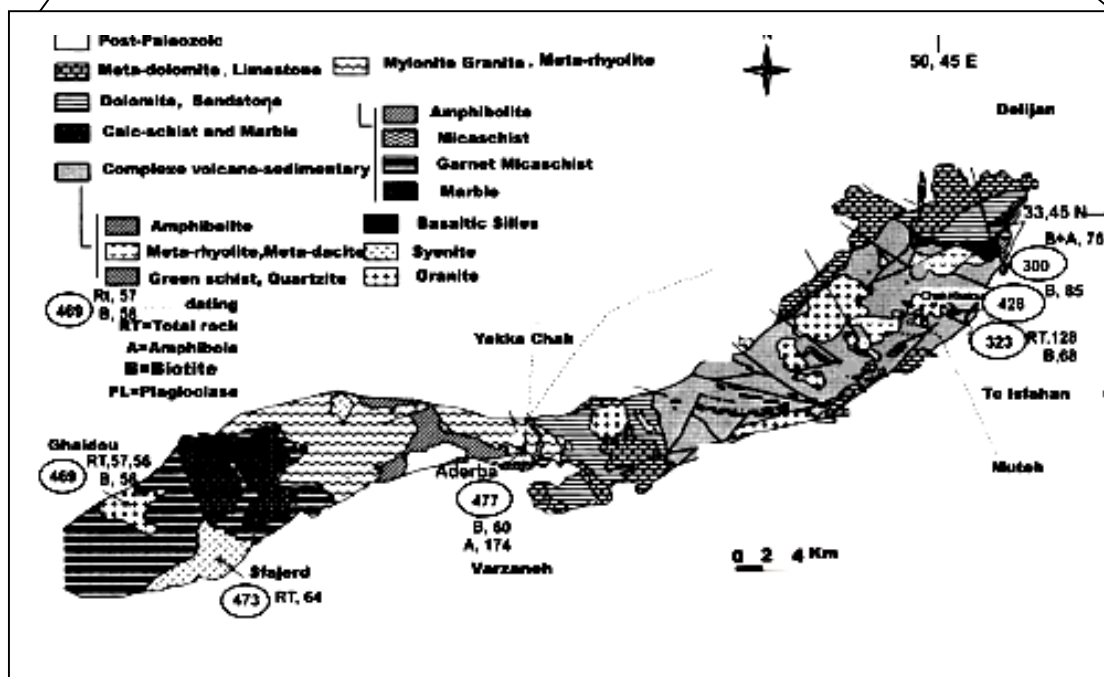 Post-Paleozoic
Meta-dolomite, Limestone
Mylonite Granite, Meta-rhyolite
Dolomite, Sandstone
Calc-schist and Marble
Complexe volcano-sedimentary
Amphibolite
Micaschist
Garnet Micaschist
Marble
Amphibolite
Meta-rhyolite, Meta-dacite
Green schist, Quartzite
Basaltic Silles
Syenite
Granite
469 Rt, 57
B, 56
dating
RT=Total rock
A=Amphibole
B=Biotite
PL=Plagioclase
N
50, 45 E
Delijan
33,45 N
B+A, 76
300
B, 85
428
323
RT,128
B,68
To Isfahan
Muteh
Yakka Chah
Ghaidou
469
RT,57,56
B, 56
Aderba
477
B, 60
A, 174
Varzaneh
Sfajerd
473 RT, 64
0 2 4 Km